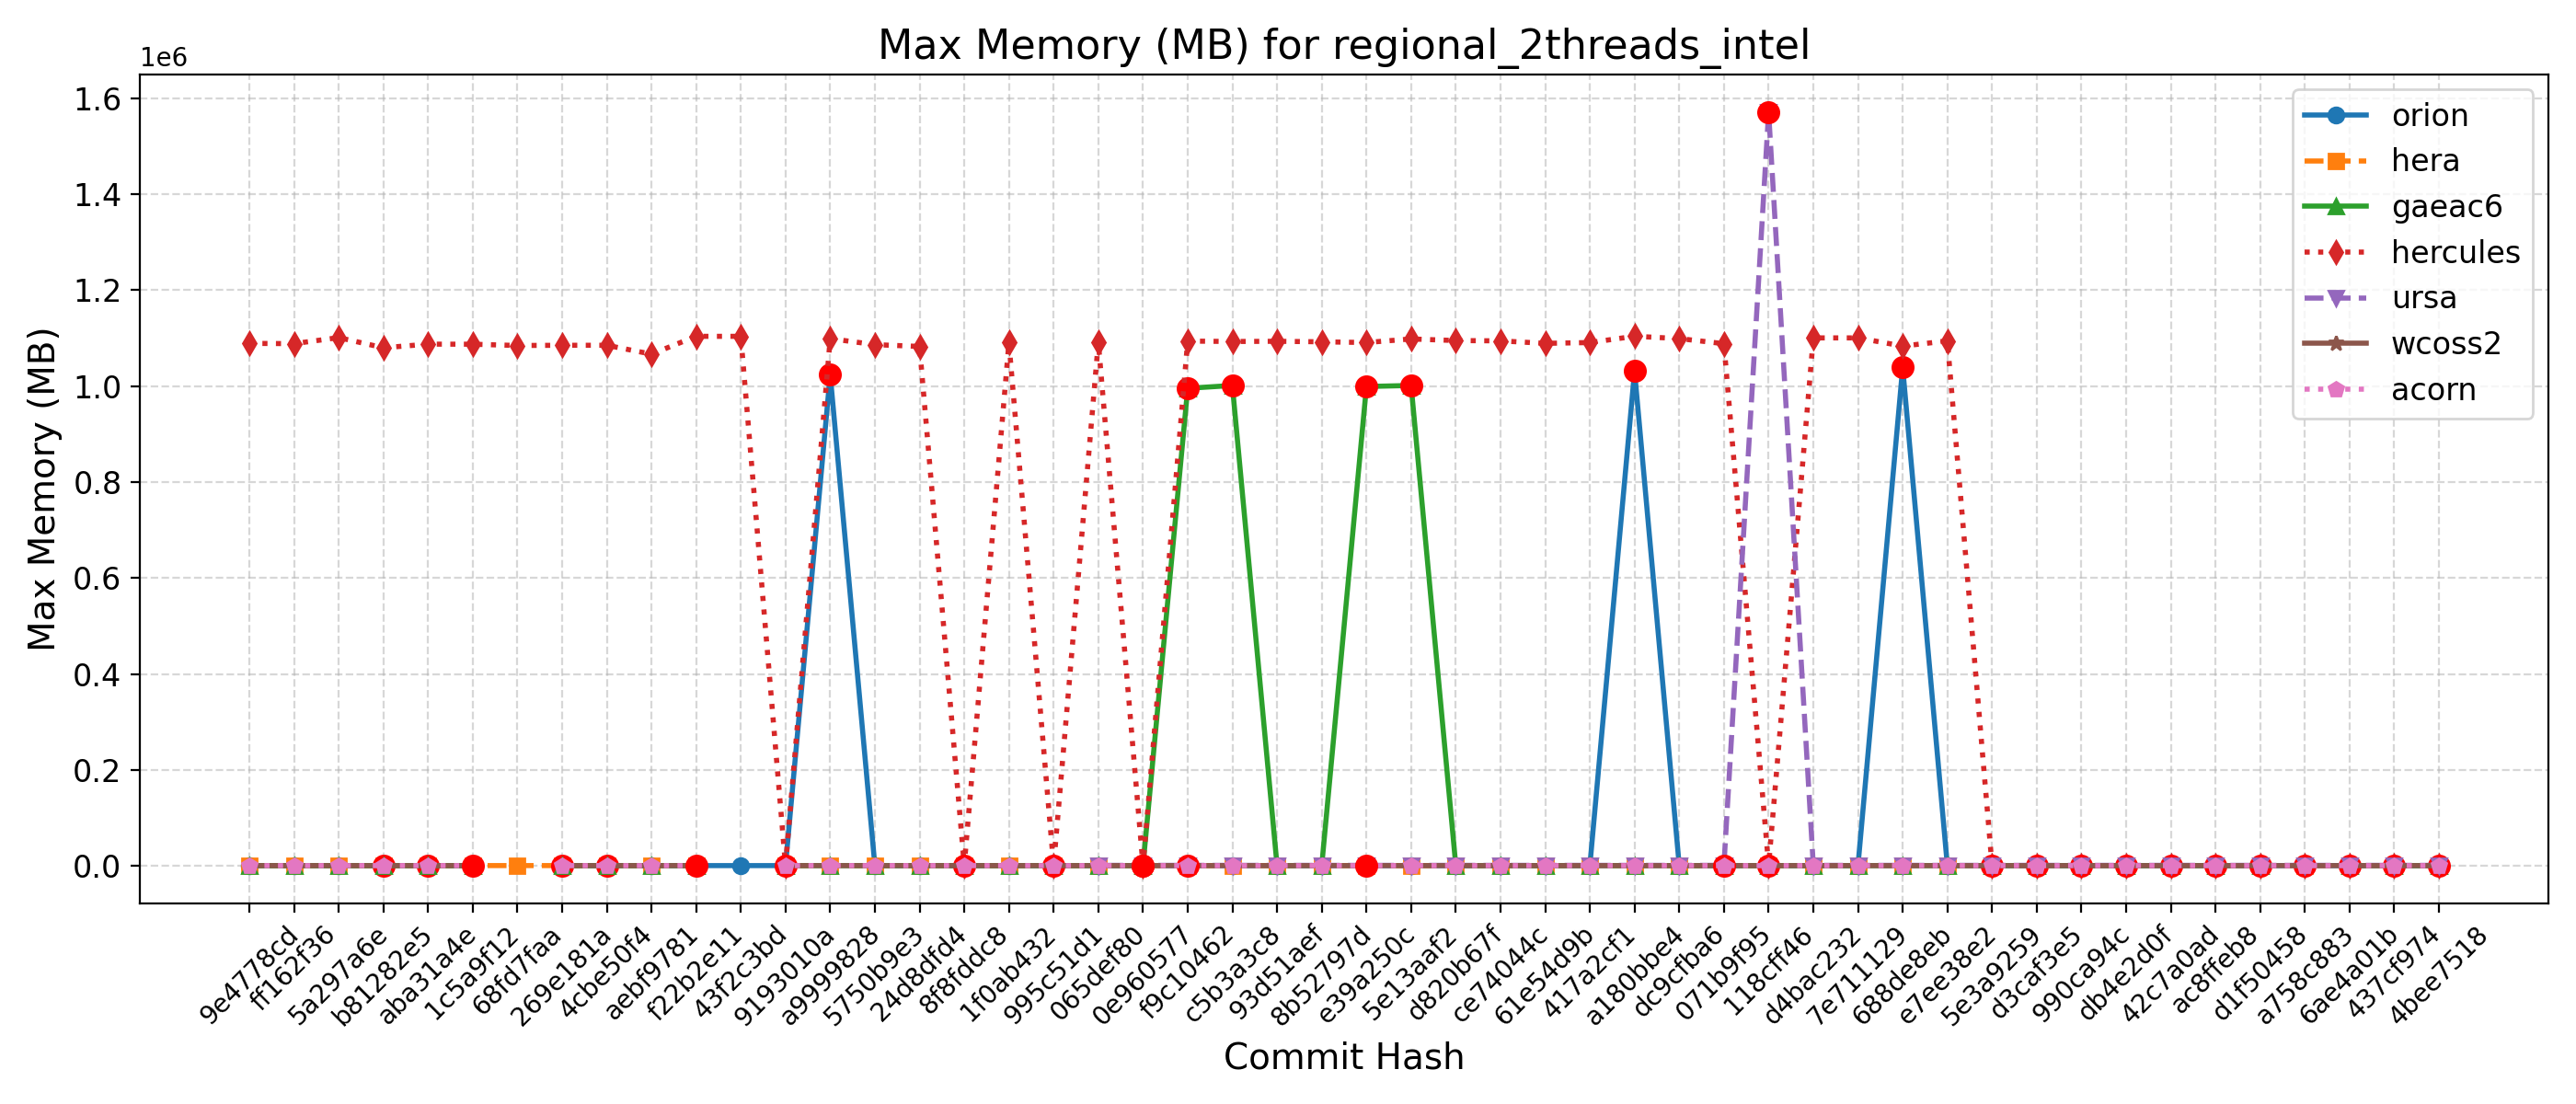 Max Memory (MB) for regional_2threads_intel
1e6
1.6
1.4
1.2
1.0
0.8
0.6
0.4
0.2
0.0
Max Memory (MB)
orion
hera
gaeac6
hercules
ursa
wcoss2
acorn
9e4778cd
ff162f36
5a297a6e
b81282e5
aba31a4e
1c5a9f12
68fd7faa
269e181a
4cbe50f4
aebf9781
f22b2e11
43f2c3bd
9193010a
a9999828
5750b9e3
24d8dfd4
8f8fddc8
1f0ab432
995c51d1
065def80
0e960577
f9c10462
c5b3a3c8
93d51aef
8b52797d
e39a250c
5e13aaf2
d820b67f
ce74044c
61e54d9b
417a2cf1
a180bbe4
dc9cfba6
071b9f95
118cff46
d4bac232
7e711129
688de8eb
e7ee38e2
5e3a9259
d3caf3e5
990ca94c
db4e2d0f
42c7a0ad
ac8ffeb8
d1f50458
a758c883
6ae4a01b
437cf974
4bee7518
Commit Hash